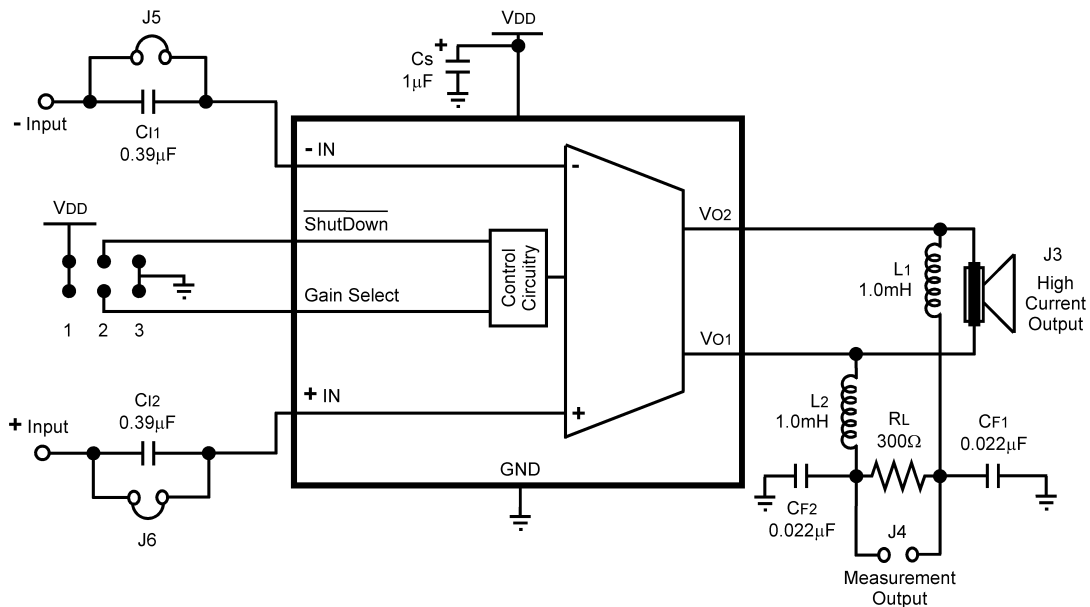 J5
- Input
CI1
0.39µF
VDD
+
CS
1µF
- IN
-
VDD
ShutDown
Gain Select
1 2 3
Control
Circuitry
VO2
VO1
L1
1.0mH
J3
High
Current
Output
+ Input
CI2
0.39µF
J6
+ IN
+
GND
L2
1.0mH
RL
300Ω
CF1
0.022µF
CF2
0.022µF
J4
Measurement
Output